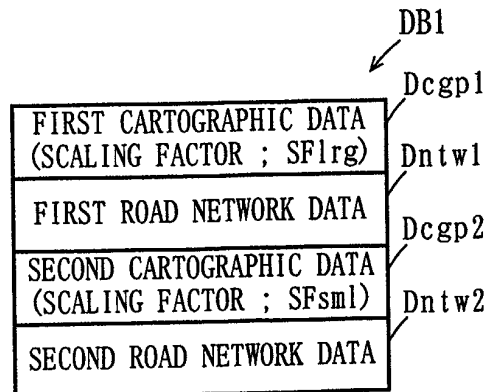 DB1
Dcgp1
FIRST CARTOGRAPHIC DATA
(SCALING FACTOR ; SFlrg)
Dntw1
FIRST ROAD NETWORK DATA
Dcgp2
SECOND CARTOGRAPHIC DATA
(SCALING FACTOR ; SFsml)
Dntw2
SECOND ROAD NETWORK DATA